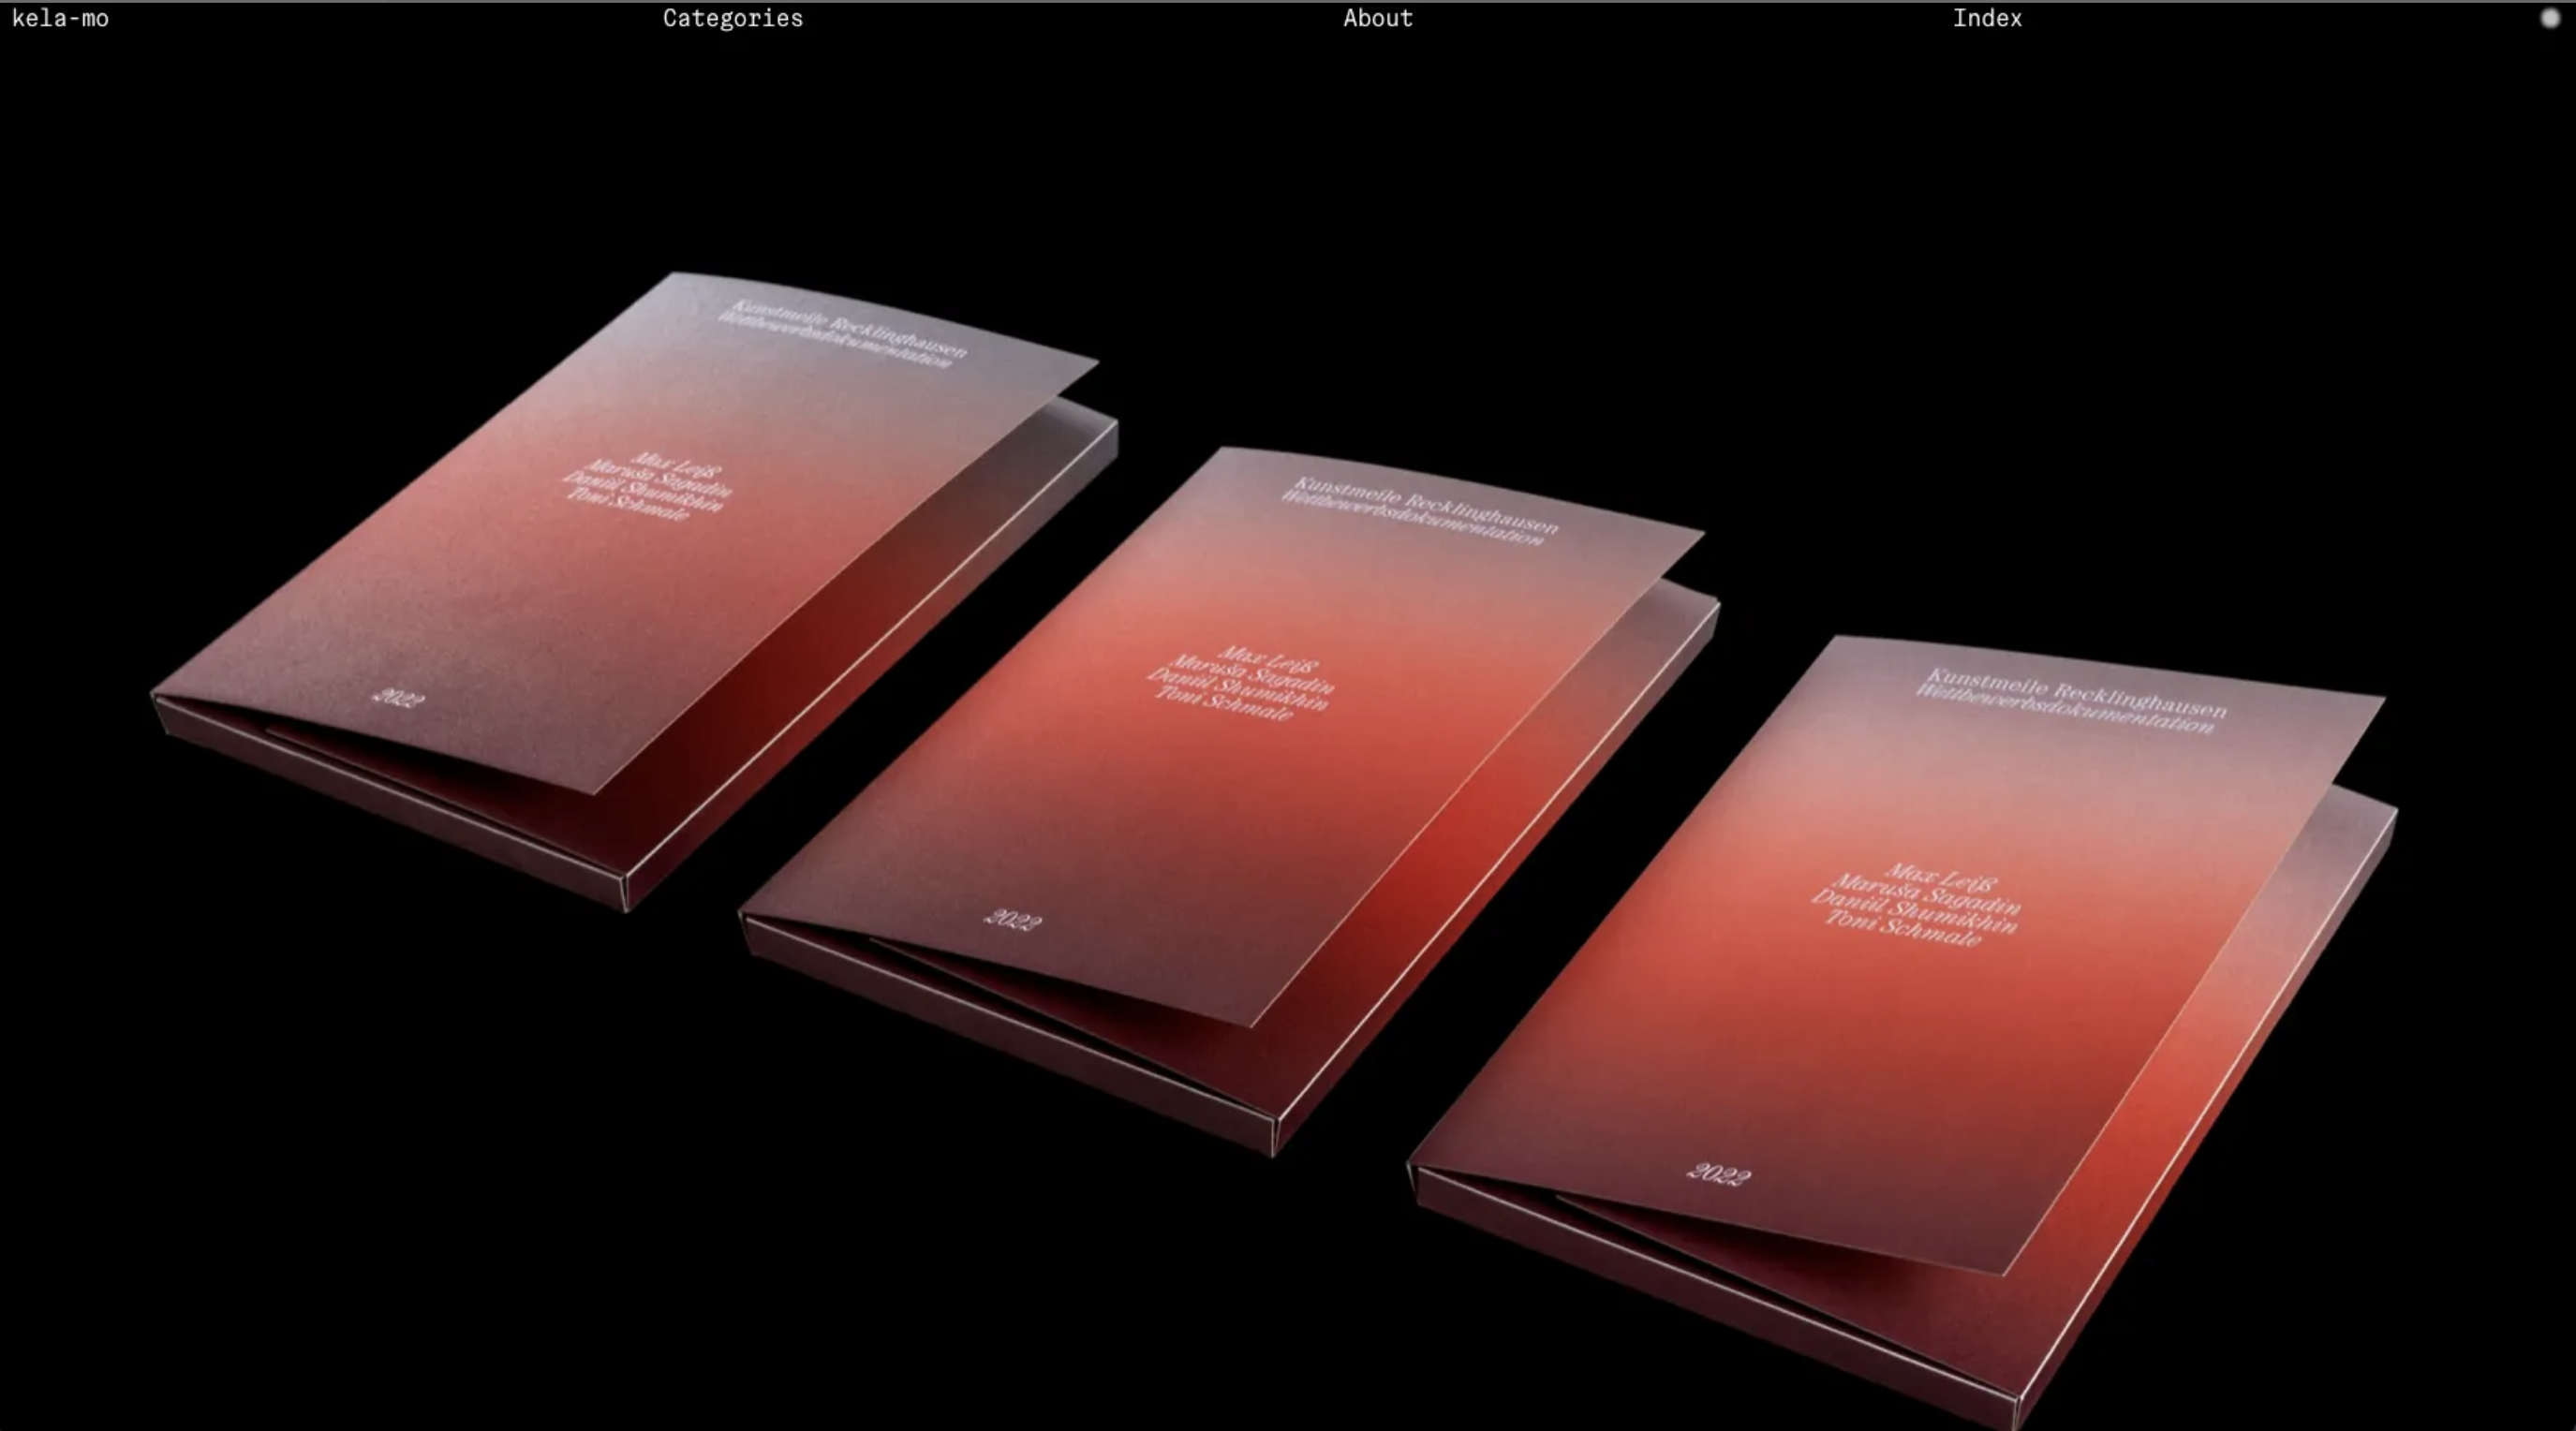 kela-mo
Categories
About
Index
Kunstmeile Recklinghausen
Wettbewerbsdokumentation
Max Leiß
Maruša Sagadin
Daniil Shumikhin
Toni Schmale
2022
Kunstmeile Recklinghausen
Wettbewerbsdokumentation
Max Leiß
Maruša Sagadin
Daniil Shumikhin
Toni Schmale
2022
Kunstmeile Recklinghausen
Wettbewerbsdokumentation
Max Leiß
Maruša Sagadin
Daniil Shumikhin
Toni Schmale
2022